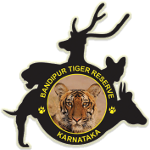 BANDIPUR TIGER RESERVE
KARNATAKA